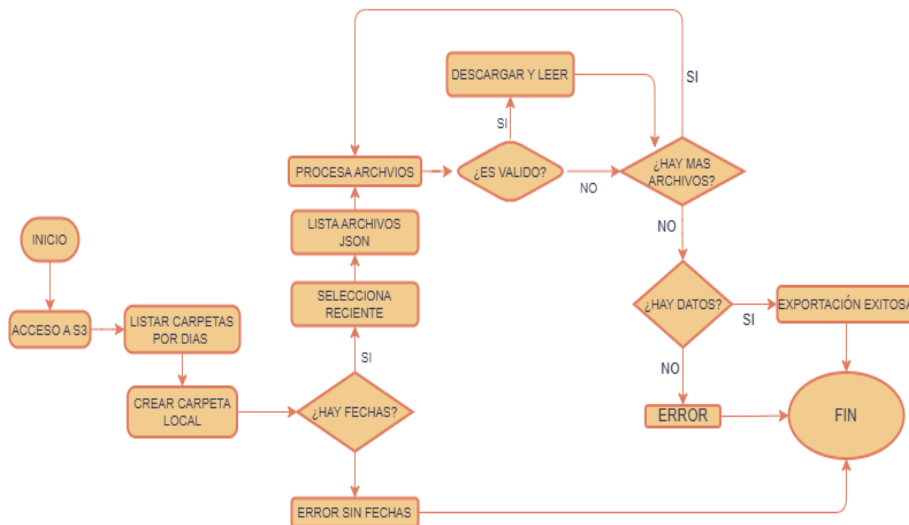 SI
DESCARGAR Y LEER
SI
PROCESA ARCHVIOS
¿ES VALIDO?
NO
¿HAY MAS
ARCHIVOS?
LISTA ARCHIVOS
JSON
NO
INICIO
SELECCIONA
RECIENTE
¿HAY DATOS?
SI
EXPORTACIÓN EXITOSA
ACCESO A S3
LISTAR CARPETAS
POR DIAS
SI
NO
CREAR CARPETA
LOCAL
¿HAY FECHAS?
ERROR
FIN
ERROR SIN FECHAS